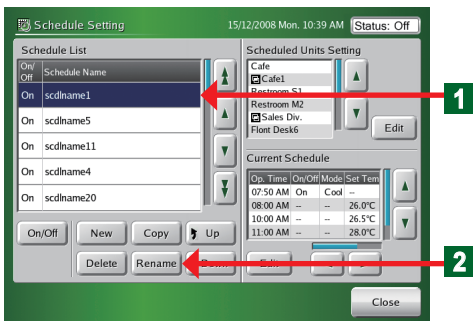 Schedule Setting 15/12/2008 Mon. 10:39 AM Status: Off
Schedule List
On/Off Schedule Name
On scdlname1
On scdlname5
On scdlname11
On scdlname4
On scdlname20
On/Off New Copy Up
Delete Rename
Scheduled Units Setting
Cafe
Cafe1
Restroom S1
Restroom M2
Sales Div.
Flont Desk6
Edit
Current Schedule
Op. Time On/Off Mode Set Tem
07:50 AM On Cool --
08:00 AM -- -- 26.0°C
10:00 AM -- -- 26.5°C
11:00 AM -- -- 28.0°C
Edit
Close
1
2